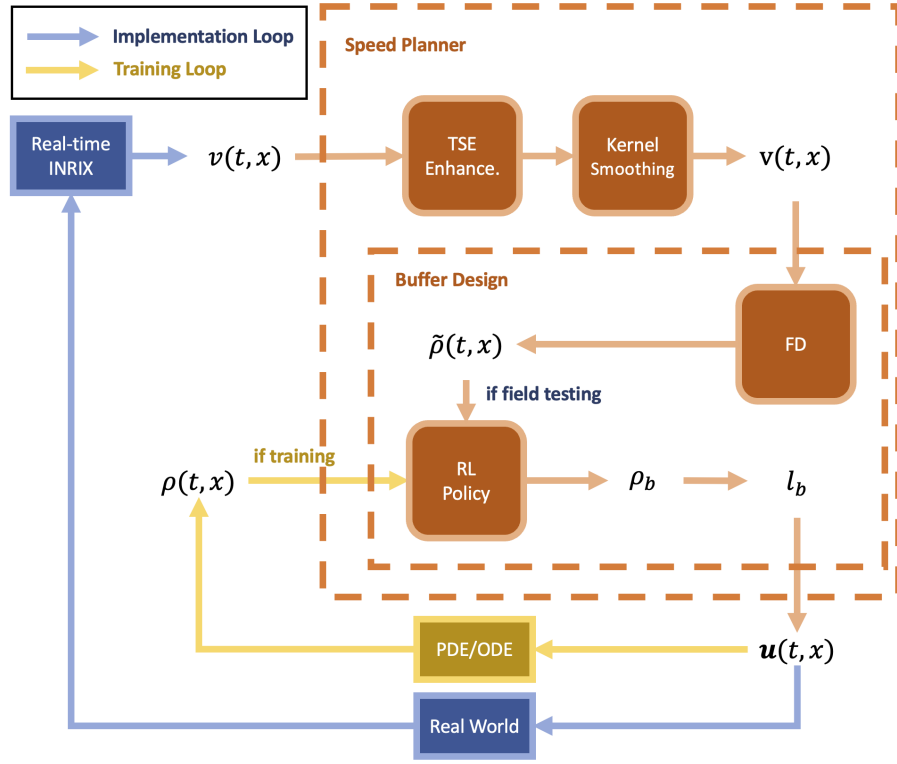 Implementation Loop
Training Loop
Speed Planner
Real-time
INRIX
v(t, x)
TSE
Enhance.
Kernel
Smoothing
v(t, x)
Buffer Design
ρ̃(t, x)
FD
if field testing
if training
ρ(t, x)
RL
Policy
ρ_b
l_b
PDE/ODE
u(t, x)
Real World